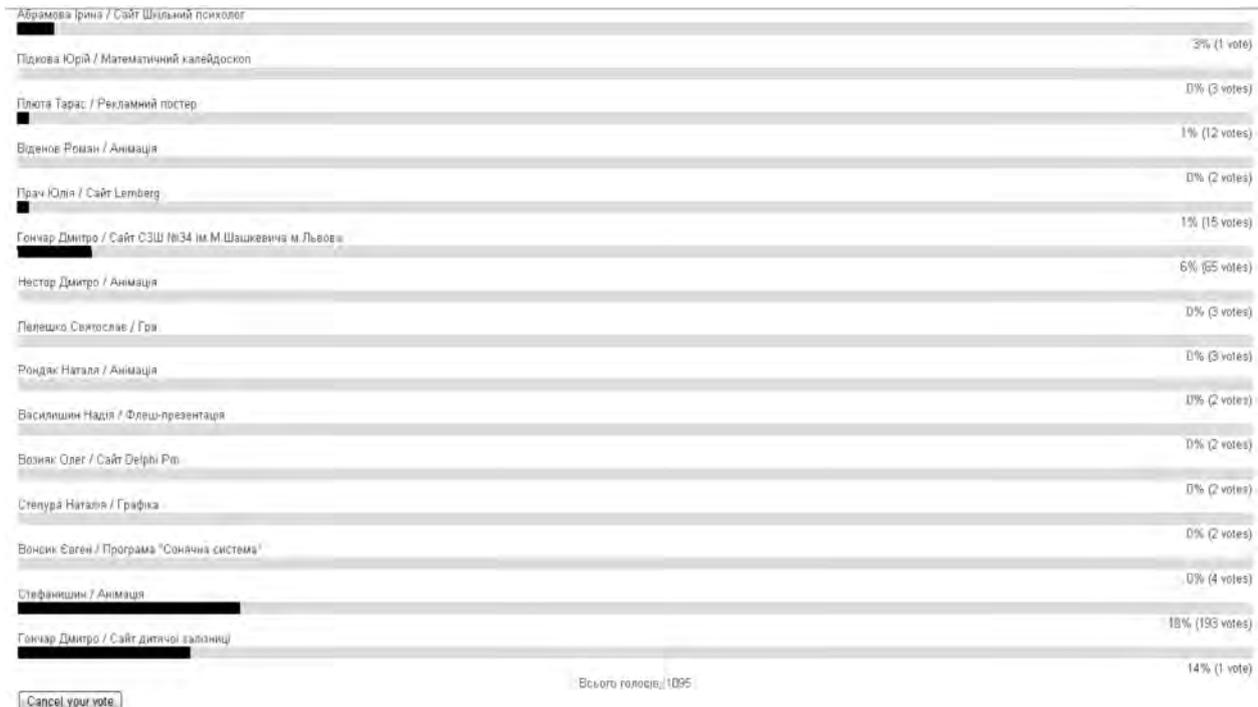 Абрамова Ірина / Сайт Шкільний психолог
3% (1 vote)
Підкова Юрій / Математичний калейдоскоп
0% (3 votes)
Плюта Тарас / Рекламний постер
1% (12 votes)
Віденов Роман / Анімація
0% (2 votes)
Прач Юлія / Сайт Lemberg
1% (15 votes)
Гончар Дмитро / Сайт СЗШ №34 ім.М.Шашкевича м.Львова
6% (65 votes)
Нестор Дмитро / Анімація
0% (3 votes)
Пелешко Святослав / Гра
0% (3 votes)
Рондяк Наталя / Анімація
0% (2 votes)
Василишин Надія / Флеш-презентація
0% (2 votes)
Возняк Олег / Сайт Delphi Pm
0% (2 votes)
Степура Наталія / Графіка
0% (2 votes)
Вонсик Євген / Програма "Сонячна система"
0% (4 votes)
Стефанишин / Анімація
18% (193 votes)
Гончар Дмитро / Сайт дитячої залізниці
14% (1 vote)
Всього голосів: 1095
Cancel your vote